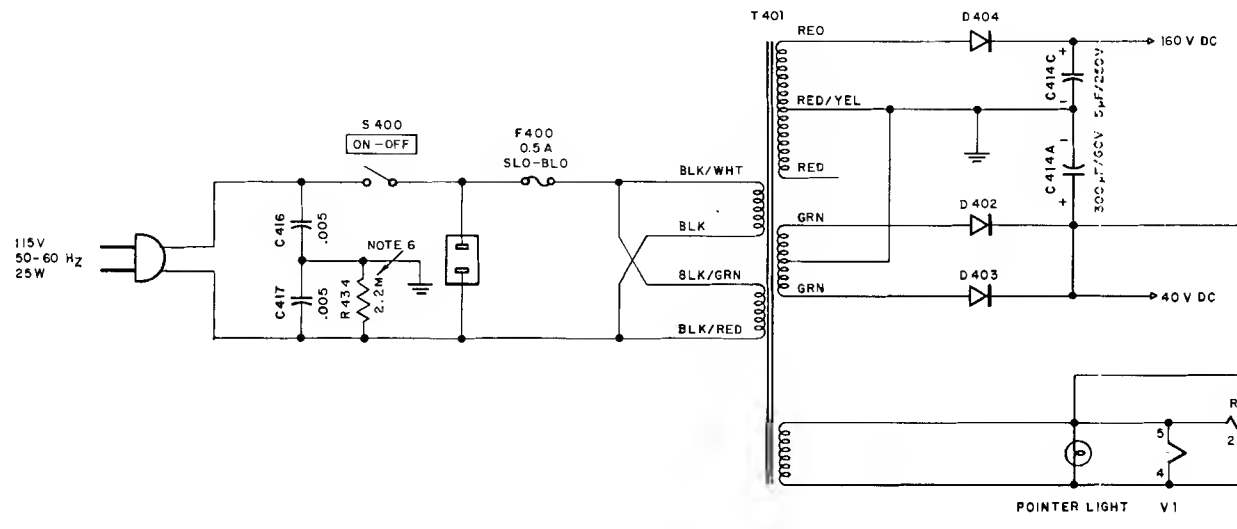 T401
REO
D404
160 V DC
C414C
5µF/250V
+
-
RED/YEL
S400
ON-OFF
F400
0.5A
SLO-BLO
-
C414A
300µF/60V
+
BLK/WHT
RED
C416
.005
BLK
GRN
D402
115V
50-60 HZ
25W
NOTE 6
C417
.005
R434
2.2M
BLK/GRN
D403
GRN
40V DC
BLK/RED
5
4
R
2
POINTER LIGHT
V1